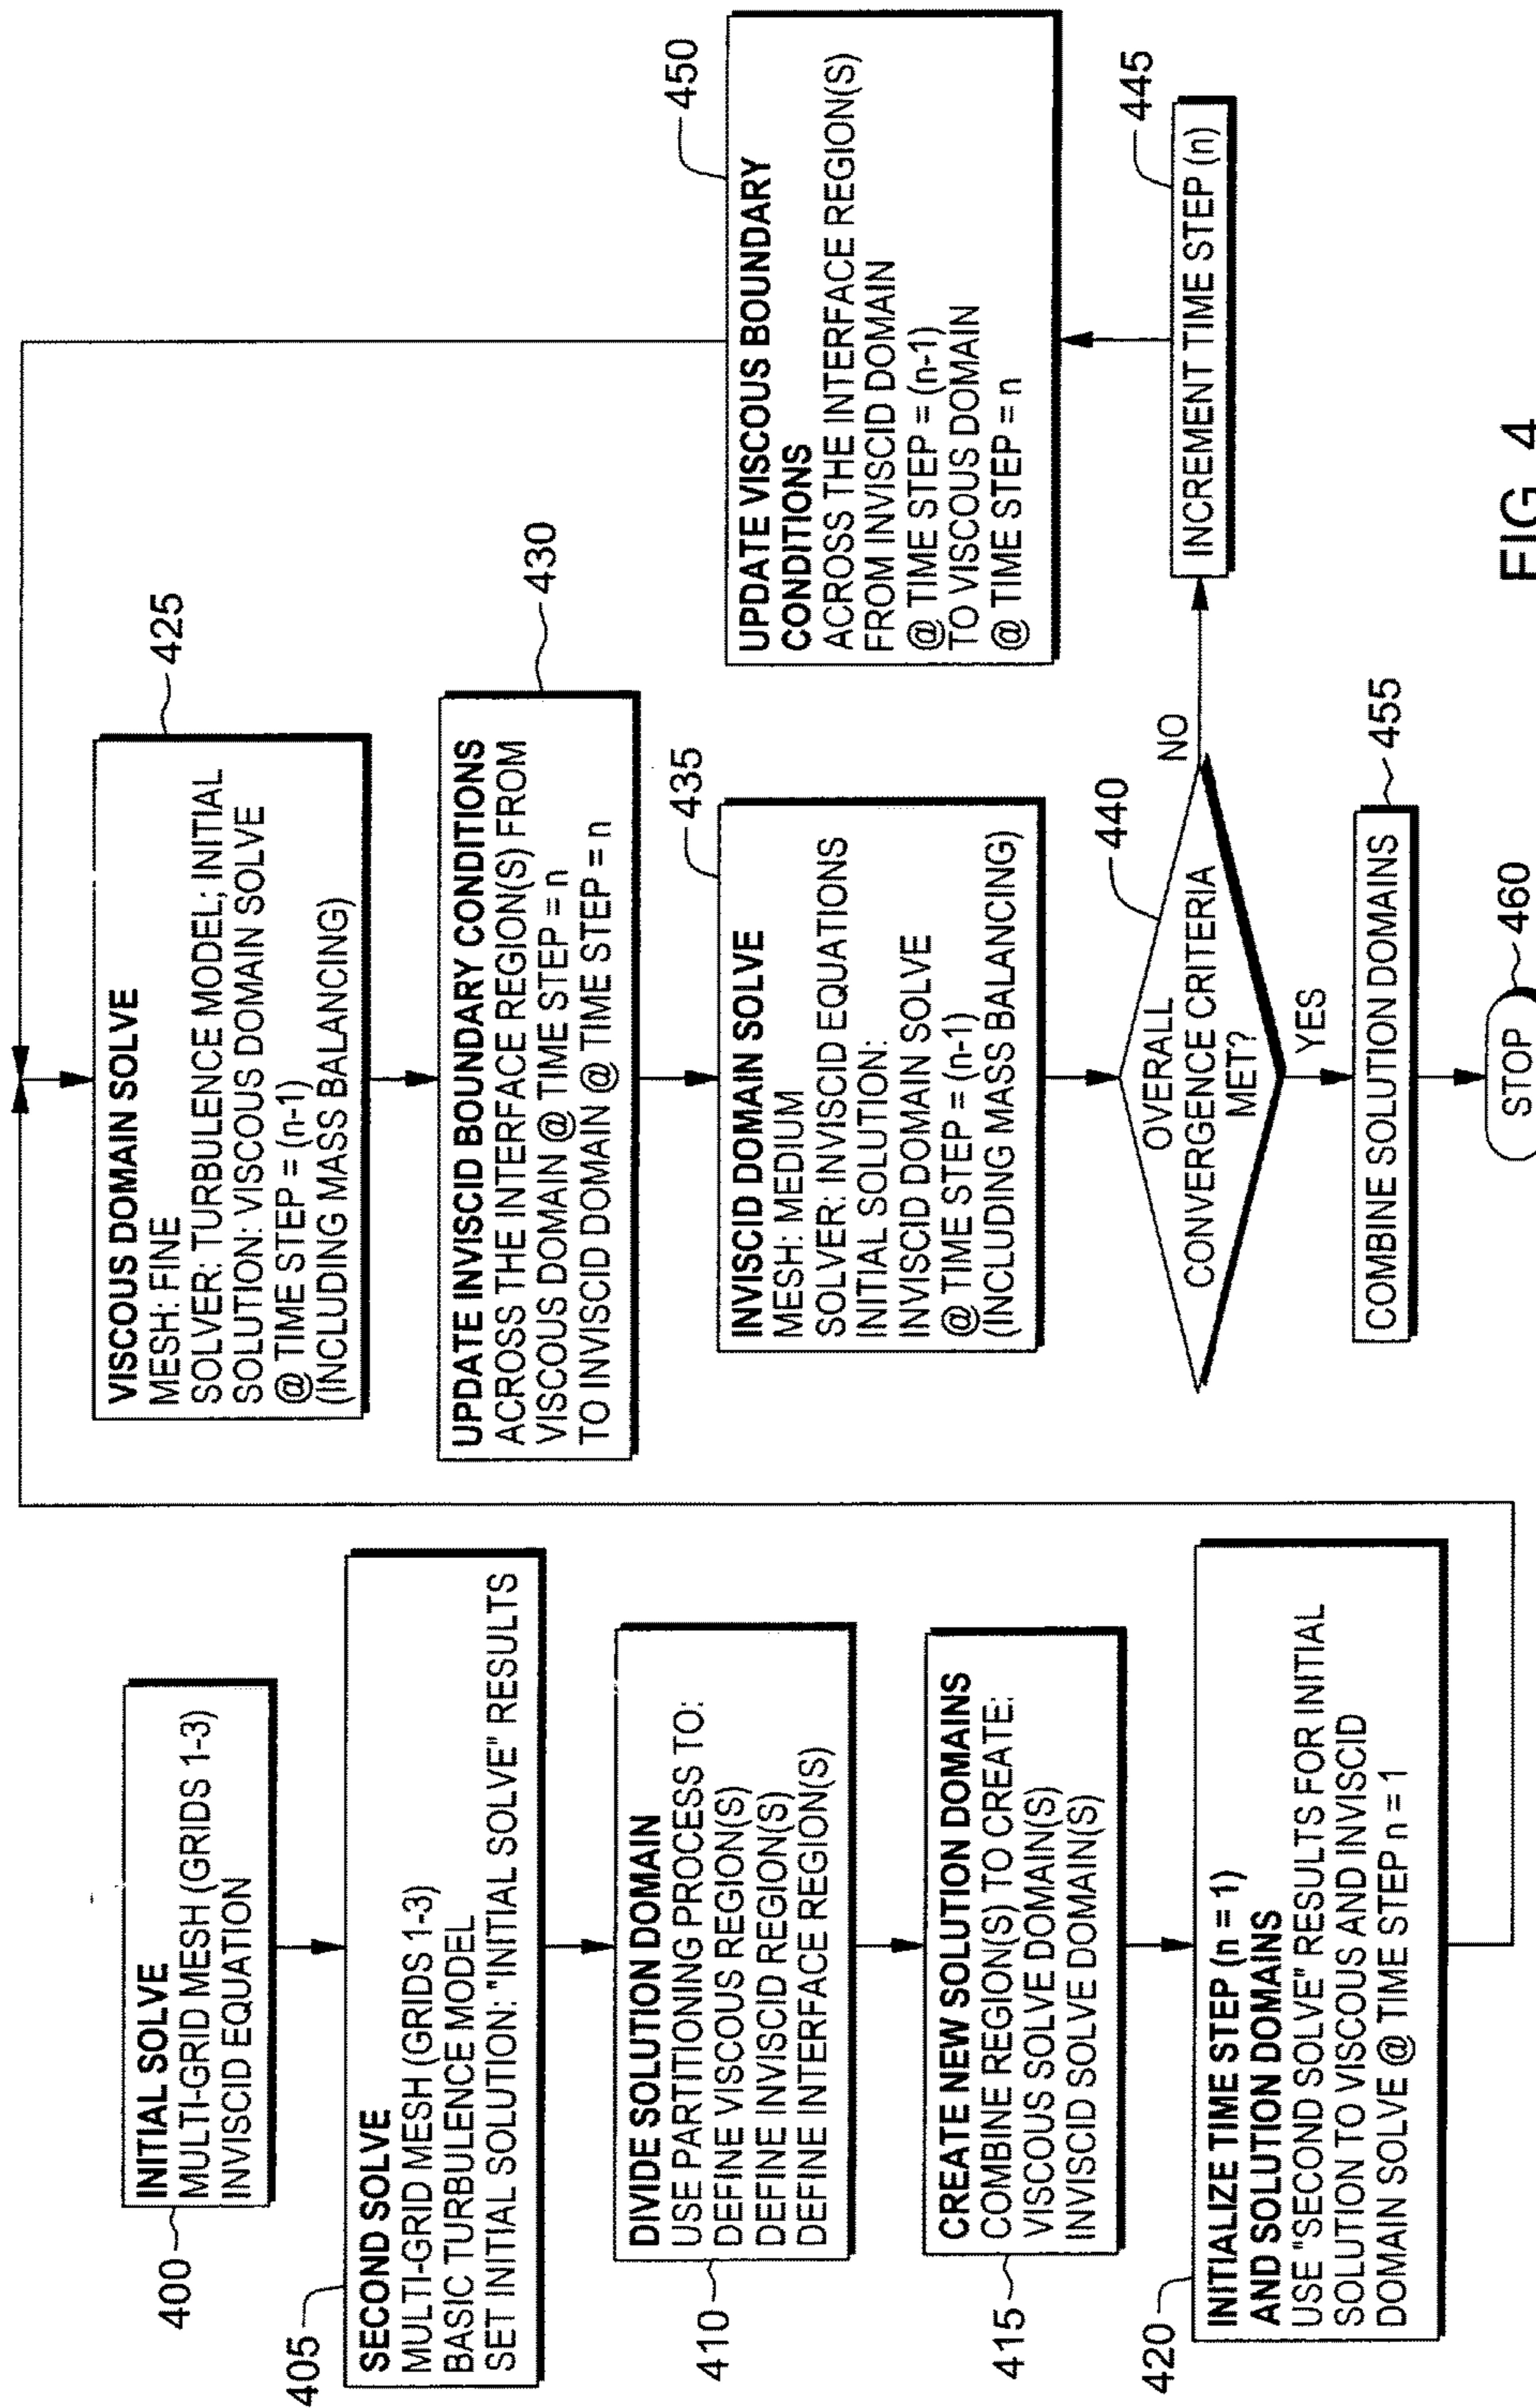 400
INITIAL SOLVE
MULTI-GRID MESH (GRIDS 1-3)
INVISCID EQUATION
405
SECOND SOLVE
MULTI-GRID MESH (GRIDS 1-3)
BASIC TURBULENCE MODEL
SET INITIAL SOLUTION: "INITIAL SOLVE" RESULTS
410
DIVIDE SOLUTION DOMAIN
USE PARTITIONING PROCESS TO:
DEFINE VISCOUS REGION(S)
DEFINE INVISCID REGION(S)
DEFINE INTERFACE REGION(S)
415
CREATE NEW SOLUTION DOMAINS
COMBINE REGION(S) TO CREATE:
VISCOUS SOLVE DOMAIN(S)
INVISCID SOLVE DOMAIN(S)
420
INITIALIZE TIME STEP (n = 1)
AND SOLUTION DOMAINS
USE "SECOND SOLVE" RESULTS FOR INITIAL
SOLUTION TO VISCOUS AND INVISCID
DOMAIN SOLVE @ TIME STEP n = 1
425
VISCOUS DOMAIN SOLVE
MESH: FINE
SOLVER: TURBULENCE MODEL; INITIAL
SOLUTION: VISCOUS DOMAIN SOLVE
@ TIME STEP = (n-1)
(INCLUDING MASS BALANCING)
430
UPDATE INVISCID BOUNDARY CONDITIONS
ACROSS THE INTERFACE REGION(S) FROM
VISCOUS DOMAIN @ TIME STEP = n
TO INVISCID DOMAIN @ TIME STEP = n
435
INVISCID DOMAIN SOLVE
MESH: MEDIUM
SOLVER: INVISCID EQUATIONS
INITIAL SOLUTION:
INVISCID DOMAIN SOLVE
@ TIME STEP = (n-1)
(INCLUDING MASS BALANCING)
440
OVERALL
CONVERGENCE CRITERIA
MET?
NO
YES
445
INCREMENT TIME STEP (n)
450
UPDATE VISCOUS BOUNDARY
CONDITIONS
ACROSS THE INTERFACE REGION(S)
FROM INVISCID DOMAIN
@ TIME STEP = (n-1)
TO VISCOUS DOMAIN
@ TIME STEP = n
455
COMBINE SOLUTION DOMAINS
460
STOP
FIG. 4